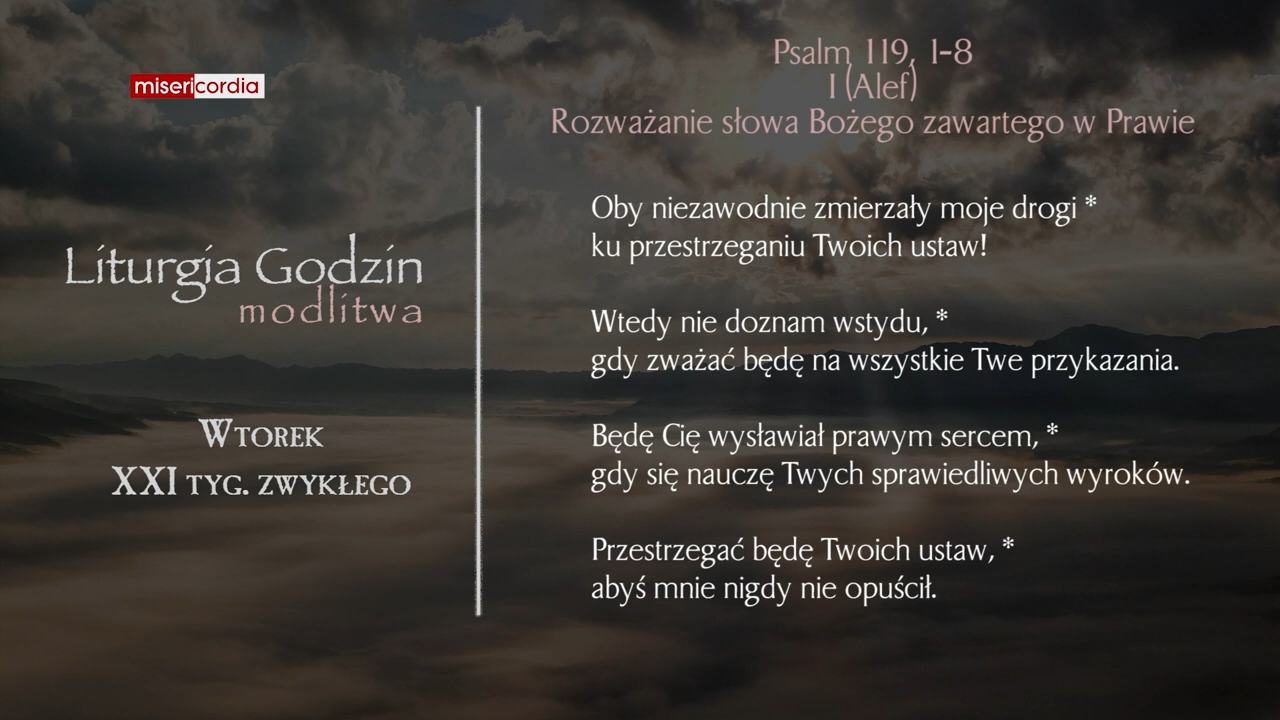 misericordia
Liturgia Godzin
modlitwa
Wtorek
XXI tyg. zwykłego
Psalm 119, 1-8
I (Alef)
Rozważanie słowa Bożego zawartego w Prawie
Oby niezawodnie zmierzały moje drogi *
ku przestrzeganiu Twoich ustaw!
Wtedy nie doznam wstydu, *
gdy zważać będę na wszystkie Twe przykazania.
Będę Cię wysławiał prawym sercem, *
gdy się nauczę Twych sprawiedliwych wyroków.
Przestrzegać będę Twoich ustaw, *
abyś mnie nigdy nie opuścił.